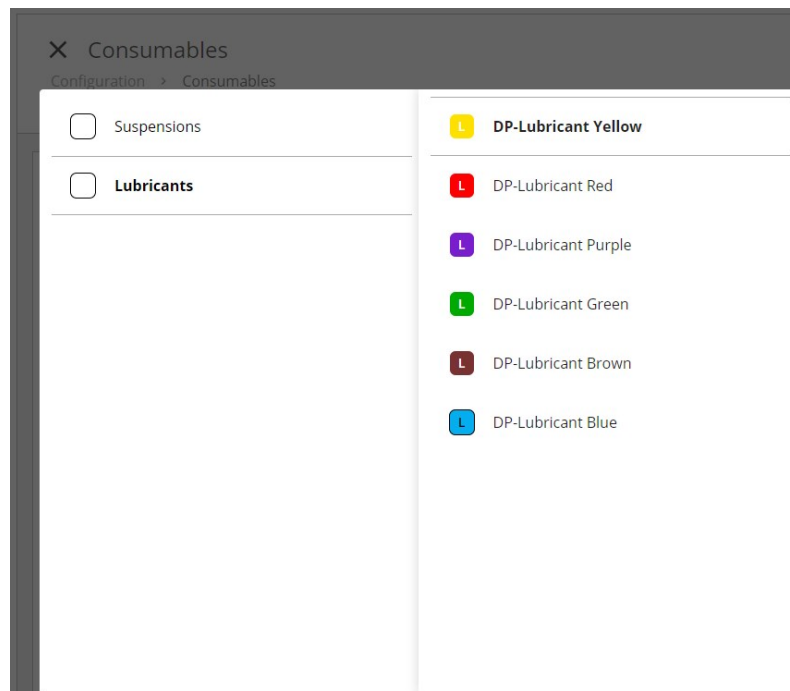 Consumables
Configuration > Consumables
Suspensions
Lubricants
L DP-Lubricant Yellow
L DP-Lubricant Red
L DP-Lubricant Purple
L DP-Lubricant Green
L DP-Lubricant Brown
L DP-Lubricant Blue